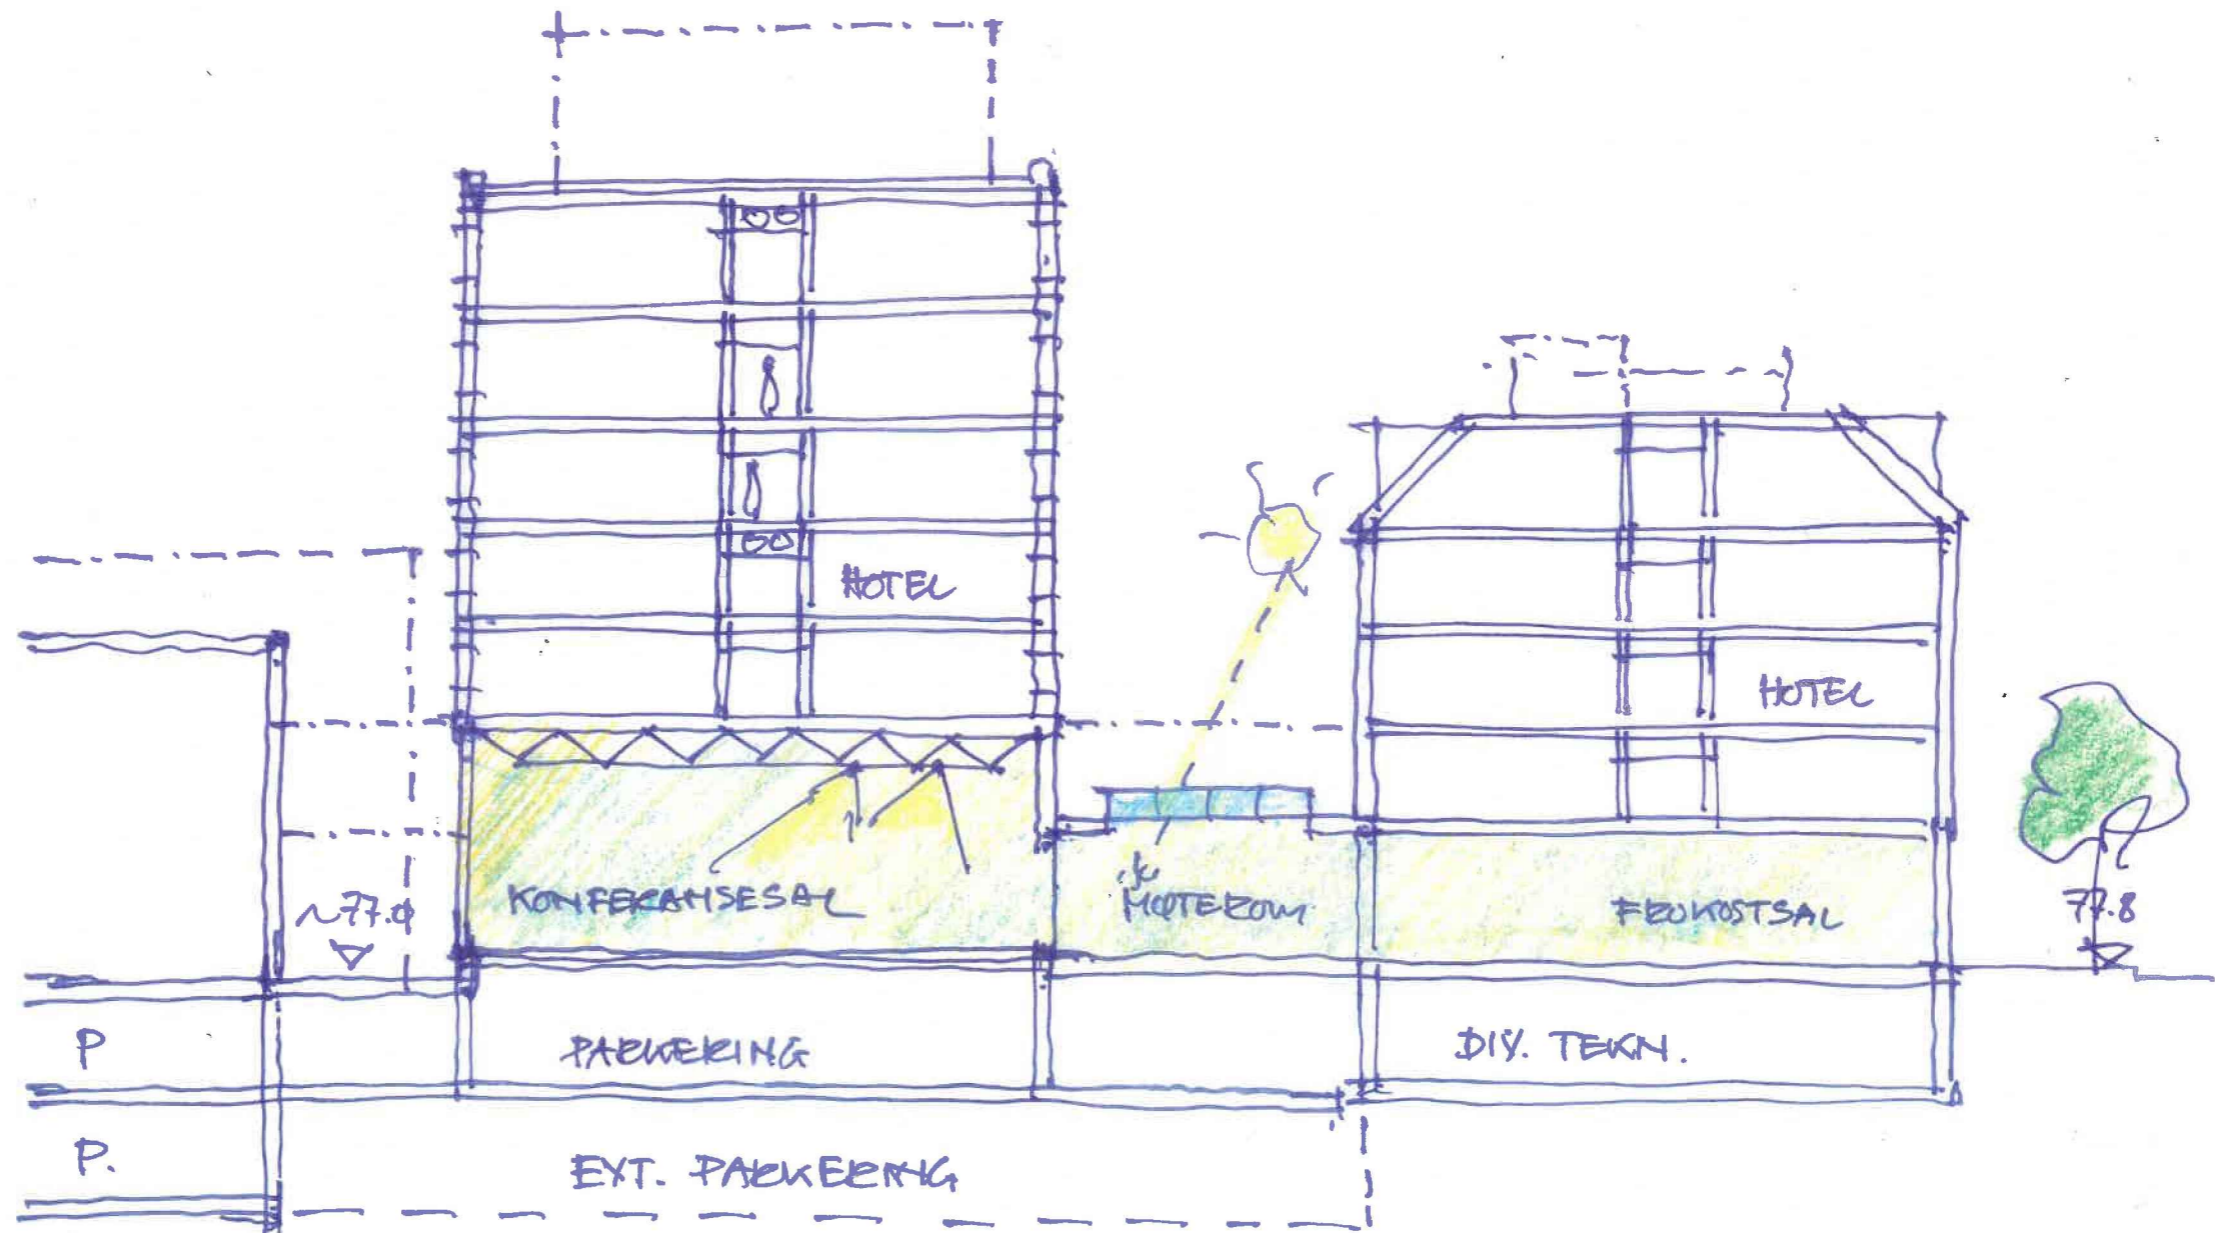 HOTEL
HOTEL
~77.0
KONFERANSESAL
MØTEROM
FROKOSTSAL
77.8
P
PARKERING
DIV. TEKN.
P.
EXT. PARKERING